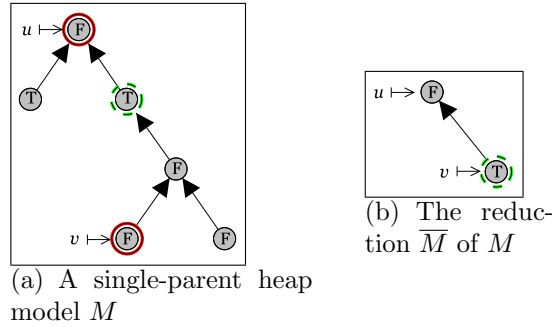 u
F
T
T
F
v
F
F
(a) A single-parent heap
model M
u
F
v
T
(b) The reduc-
tion M̅ of M